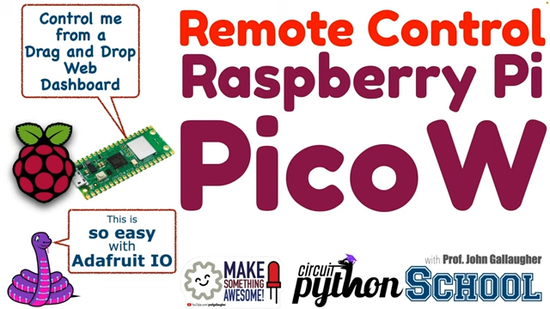 Control me
from a
Drag and Drop
Web
Dashboard
Remote Control
Raspberry Pi
Pico W
This is
so easy
with
Adafruit IO
MAKE
SOMETHING
AWESOME!
circuit
python
with Prof. John Gallaugher
SCHOOL